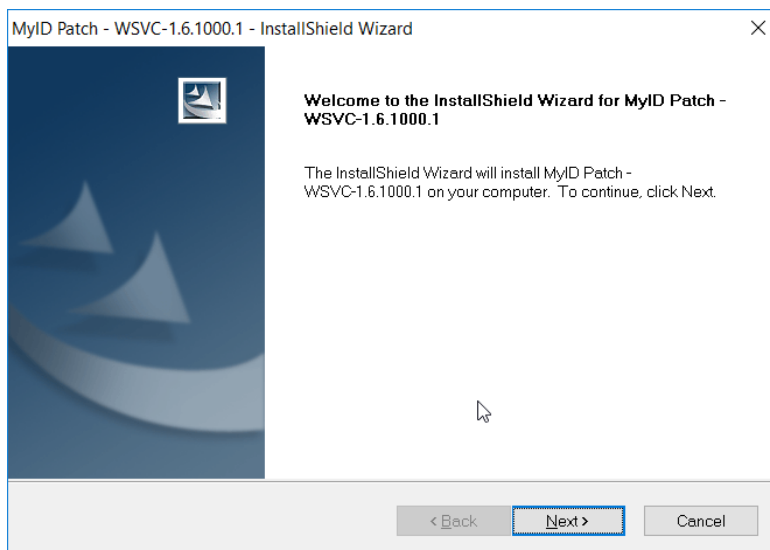 MyID Patch - WSVC-1.6.1000.1 - InstallShield Wizard
Welcome to the InstallShield Wizard for MyID Patch -
WSVC-1.6.1000.1
The InstallShield Wizard will install MyID Patch -
WSVC-1.6.1000.1 on your computer. To continue, click Next.
< Back
Next >
Cancel